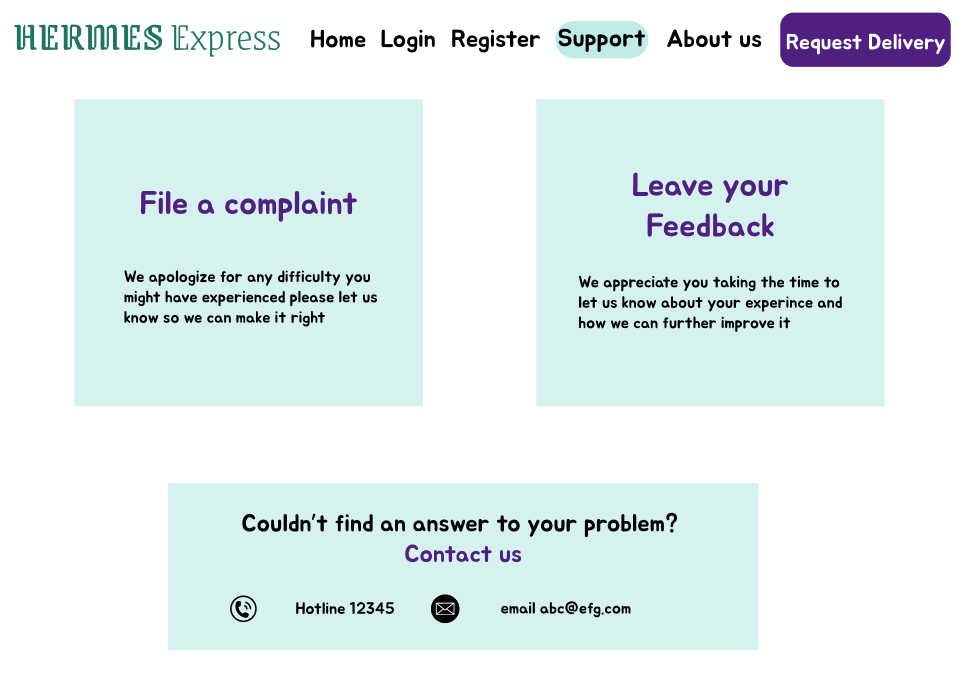 HERMES Express Home Login Register Support About us Request Delivery
File a complaint
We apologize for any difficulty you
might have experienced please let us
know so we can make it right
Leave your
Feedback
We appreciate you taking the time to
let us know about your experince and
how we can further improve it
Couldn't find an answer to your problem?
Contact us
Hotline 12345 email abc@efg.com